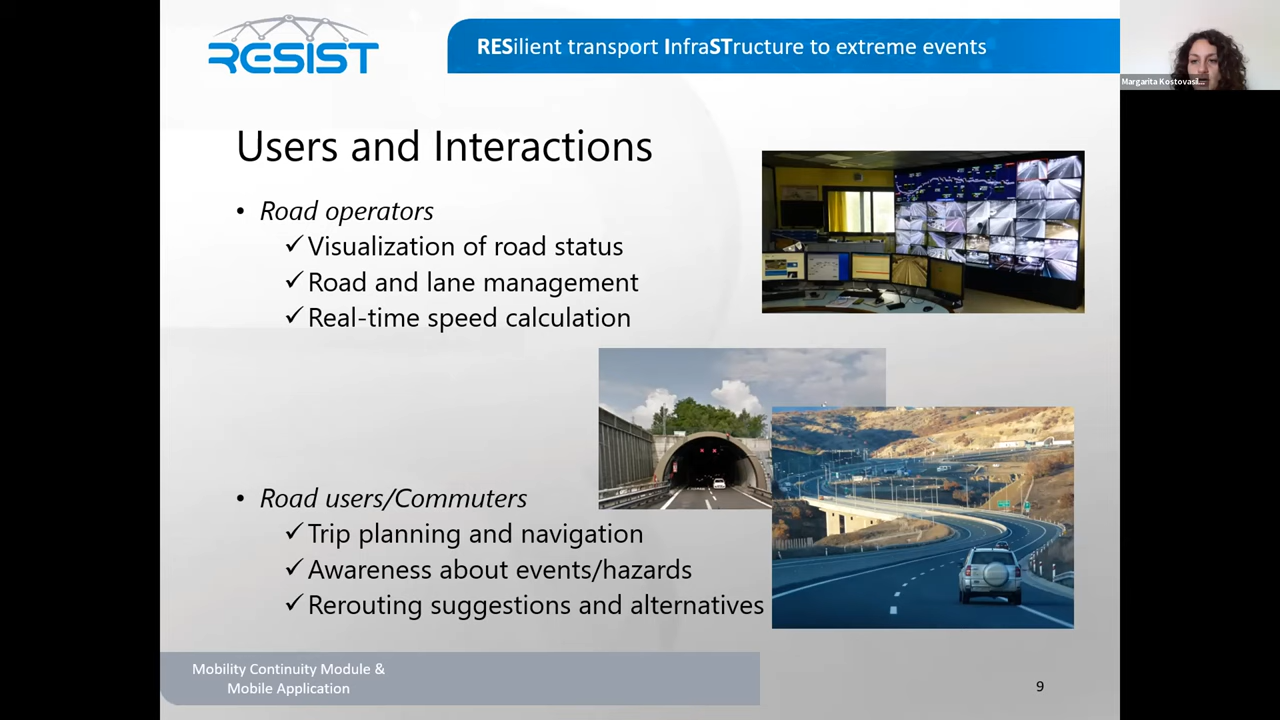 RESIST
RESilient transport InfraSTructure to extreme events
Margarita Kostovasil...
Users and Interactions
• Road operators
✓Visualization of road status
✓Road and lane management
✓Real-time speed calculation
• Road users/Commuters
✓Trip planning and navigation
✓Awareness about events/hazards
✓Rerouting suggestions and alternatives
Mobility Continuity Module &
Mobile Application
9